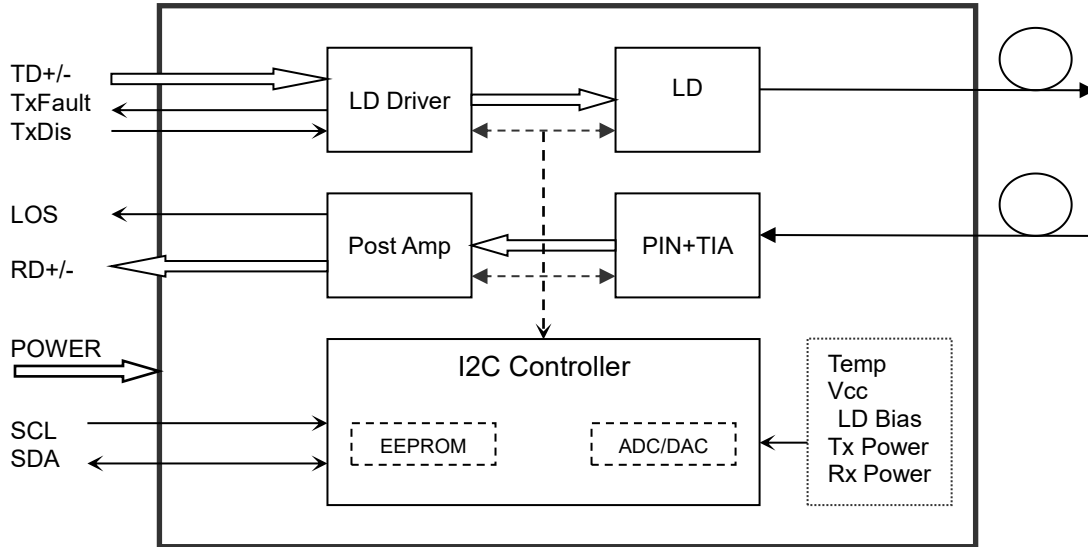 TD+/-
TxFault
TxDis
LD Driver
LD
LOS
RD+/-
Post Amp
PIN+TIA
POWER
SCL
SDA
I2C Controller
EEPROM
ADC/DAC
Temp
Vcc
LD Bias
Tx Power
Rx Power